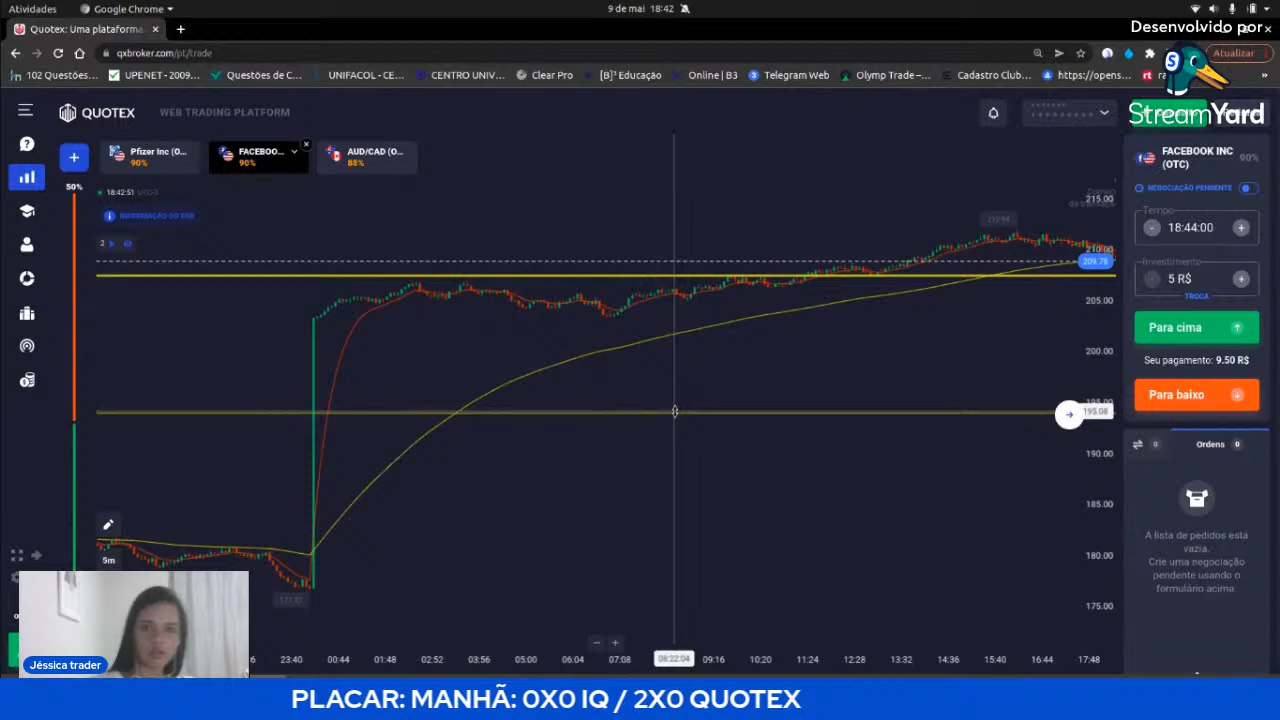 Atividades
Google Chrome
9 de mai 18:42
Quotex: Uma plataforma
Desenvolvido por
qxbroker.com/pt/trade
Atualizar
102 Questões...
UPENET - 2009...
Questões de C...
UNIFACOL - CE...
CENTRO UNIV...
Clear Pro
[B]³ Educação
Online | B3
Telegram Web
Olymp Trade –...
Cadastro Club...
https://opens...
StreamYard
QUOTEX
WEB TRADING PLATFORM
Pfizer Inc (O...
90%
FACEBOO...
90%
AUD/CAD (O...
88%
FACEBOOK INC (OTC)
90%
50%
18:42:51 UTC-3
INFORMAÇÃO DO PAR
2
NEGOCIAÇÃO PENDENTE
Tempo
18:44:00
Investimento
5 R$
TROCA
Para cima
Seu pagamento: 9.50 R$
Para baixo
0
Ordens 0
A lista de pedidos está
vazia.
Crie uma negociação
pendente usando o
formulário acima.
215.00
210.00
209.78
205.00
200.00
195.00
195.08
190.00
185.00
180.00
175.00
5m
23:40
00:44
01:48
02:52
03:56
05:00
06:04
07:08
08:22:04
09:16
10:20
11:24
12:28
13:32
14:36
15:40
16:44
17:48
Jéssica trader
PLACAR: MANHÃ: 0X0 IQ / 2X0 QUOTEX